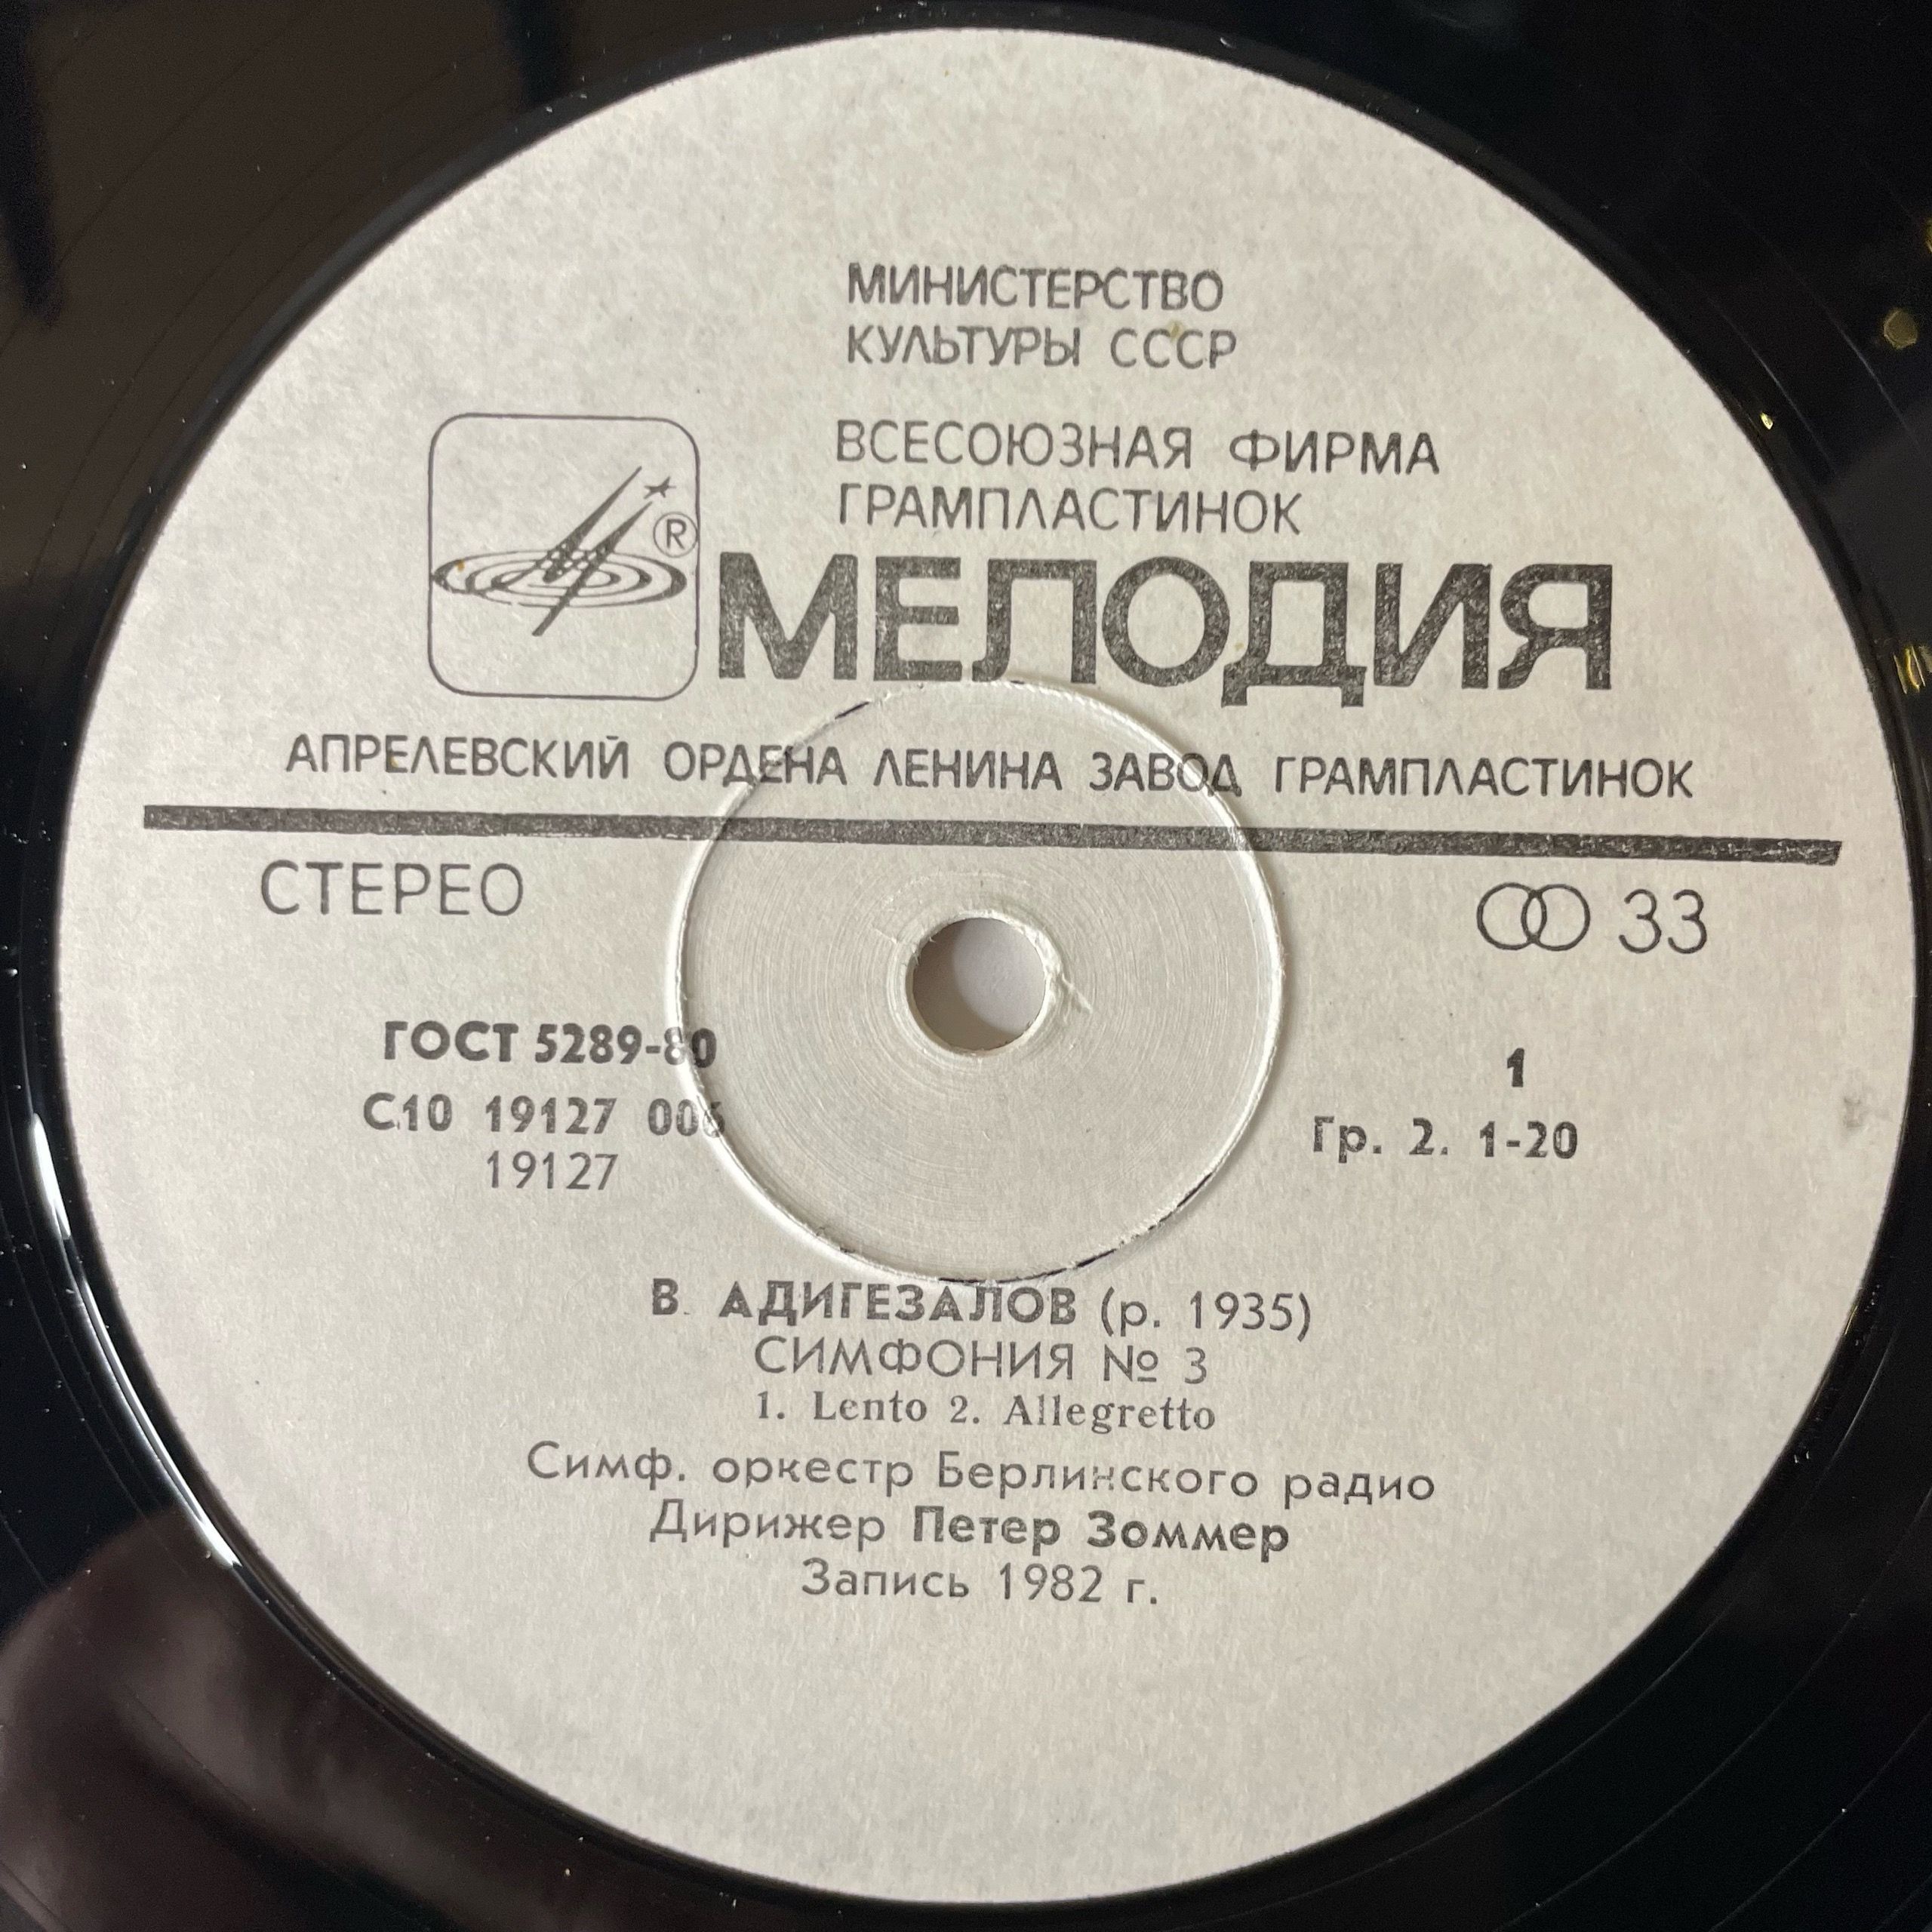 МИНИСТЕРСТВО
КУЛЬТУРЫ СССР
ВСЕСОЮЗНАЯ ФИРМА
ГРАМПЛАСТИНОК
®
МЕЛОДИЯ
АПРЕЛЕВСКИЙ ОРДЕНА ЛЕНИНА ЗАВОД ГРАМПЛАСТИНОК
СТЕРЕО
33
ГОСТ 5289-80
1
С10 19127 006
Гр. 2. 1-20
19127
В. АДИГЕЗАЛОВ (р. 1935)
СИМФОНИЯ № 3
1. Lento 2. Allegretto
Симф. оркестр Берлинского радио
Дирижер Петер Зоммер
Запись 1982 г.